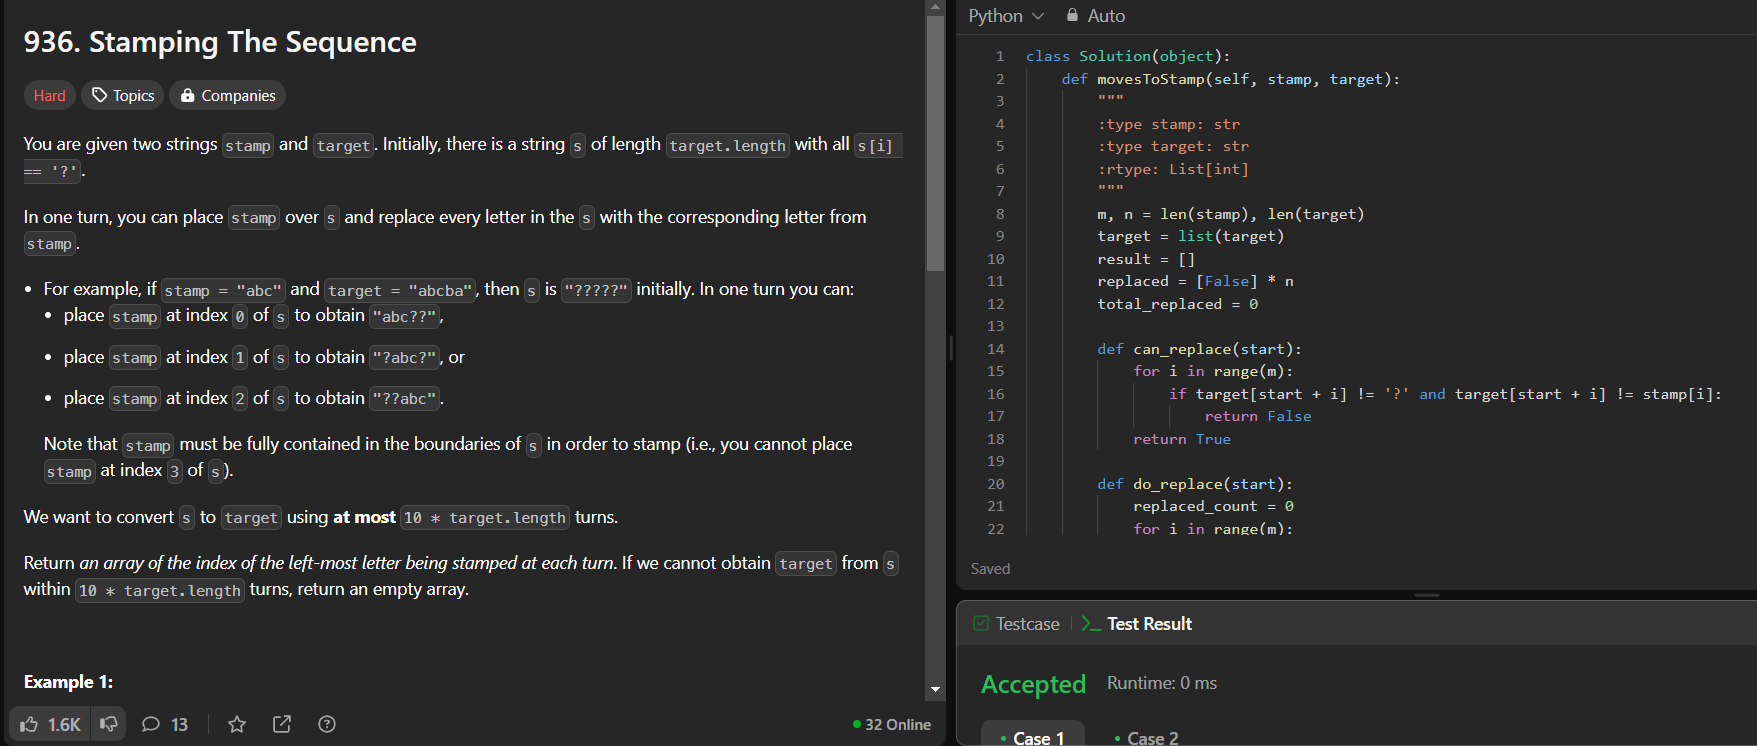 936. Stamping The Sequence
Hard Topics Companies
You are given two strings stamp and target. Initially, there is a string s of length target.length with all s[i]
== '?'.
In one turn, you can place stamp over s and replace every letter in the s with the corresponding letter from
stamp.
• For example, if stamp = "abc" and target = "abcba", then s is "?????" initially. In one turn you can:
• place stamp at index 0 of s to obtain "abc??",
• place stamp at index 1 of s to obtain "?abc?", or
• place stamp at index 2 of s to obtain "??abc".
Note that stamp must be fully contained in the boundaries of s in order to stamp (i.e., you cannot place
stamp at index 3 of s).
We want to convert s to target using at most 10 * target.length turns.
Return an array of the index of the left-most letter being stamped at each turn. If we cannot obtain target from s
within 10 * target.length turns, return an empty array.
Example 1:
1.6K 13 32 Online
Python Auto
1 class Solution(object):
2 def movesToStamp(self, stamp, target):
3 """
4 :type stamp: str
5 :type target: str
6 :rtype: List[int]
7 """
8 m, n = len(stamp), len(target)
9 target = list(target)
10 result = []
11 replaced = [False] * n
12 total_replaced = 0
13
14 def can_replace(start):
15 for i in range(m):
16 if target[start + i] != '?' and target[start + i] != stamp[i]:
17 return False
18 return True
19
20 def do_replace(start):
21 replaced_count = 0
22 for i in range(m):
Saved
Testcase Test Result
Accepted Runtime: 0 ms
• Case 1 • Case 2